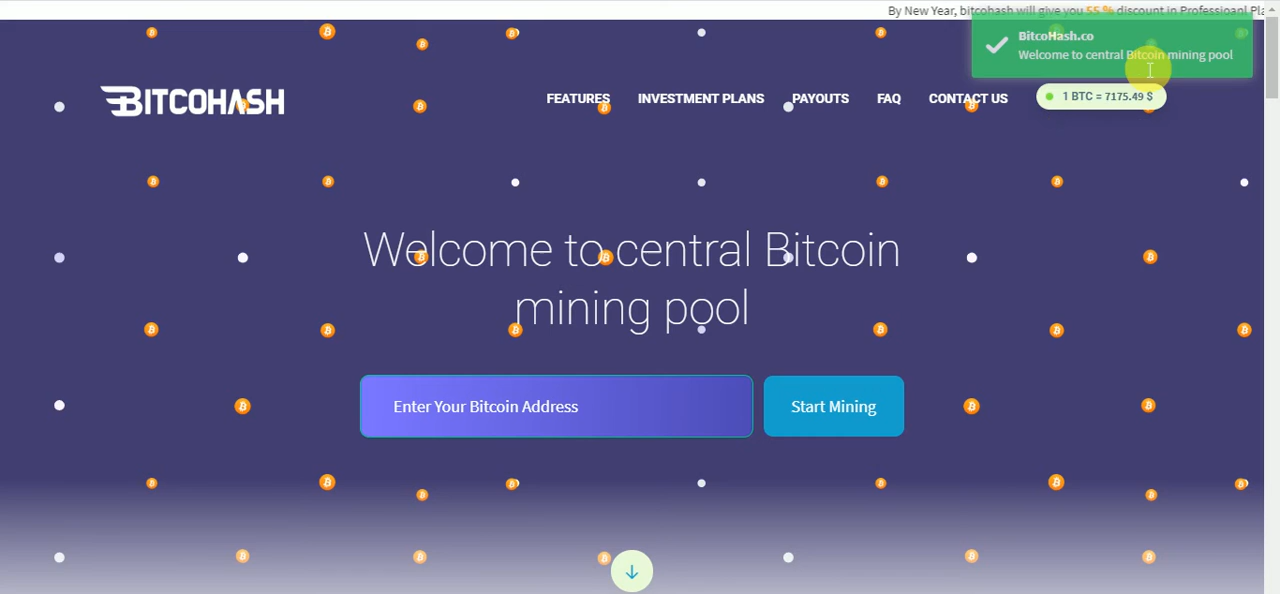 By New Year, bitcohash will give you 55 % discount in Professioanl Pla
BitcoHash.co
Welcome to central Bitcoin mining pool
BITCOHASH
FEATURES INVESTMENT PLANS PAYOUTS FAQ CONTACT US 1 BTC = 7175.49 $
Welcome to central Bitcoin
mining pool
Enter Your Bitcoin Address Start Mining